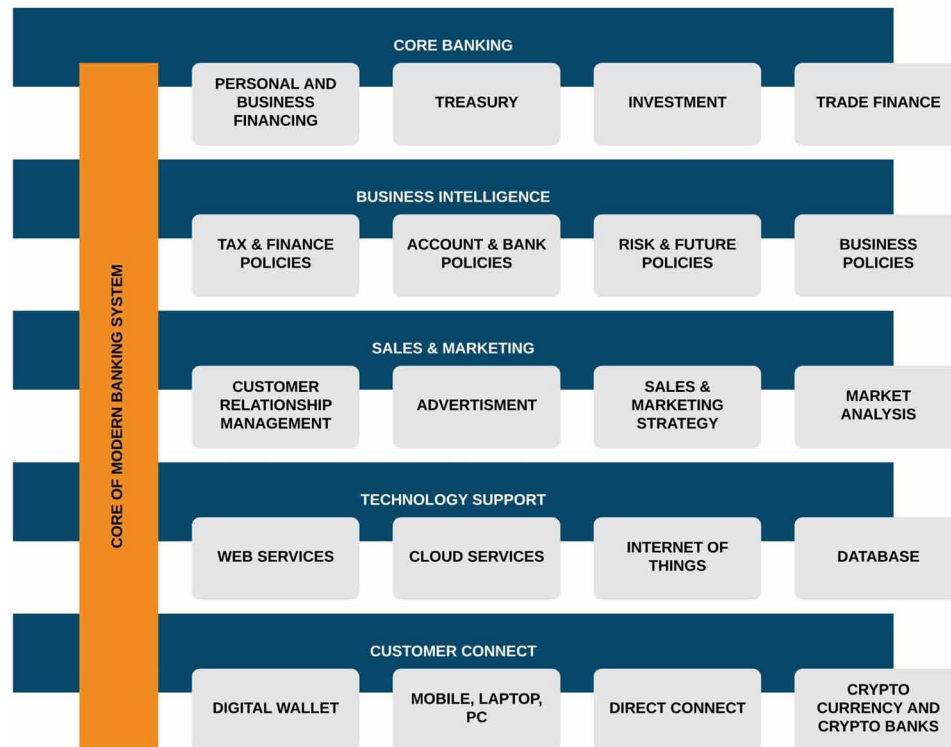 CORE BANKING
PERSONAL AND
BUSINESS
FINANCING
TREASURY
INVESTMENT
TRADE FINANCE
BUSINESS INTELLIGENCE
TAX & FINANCE
POLICIES
ACCOUNT & BANK
POLICIES
RISK & FUTURE
POLICIES
BUSINESS
POLICIES
SALES & MARKETING
CUSTOMER
RELATIONSHIP
MANAGEMENT
ADVERTISMENT
SALES &
MARKETING
STRATEGY
MARKET
ANALYSIS
TECHNOLOGY SUPPORT
WEB SERVICES
CLOUD SERVICES
INTERNET OF
THINGS
DATABASE
CUSTOMER CONNECT
DIGITAL WALLET
MOBILE, LAPTOP,
PC
DIRECT CONNECT
CRYPTO
CURRENCY AND
CRYPTO BANKS
CORE OF MODERN BANKING SYSTEM